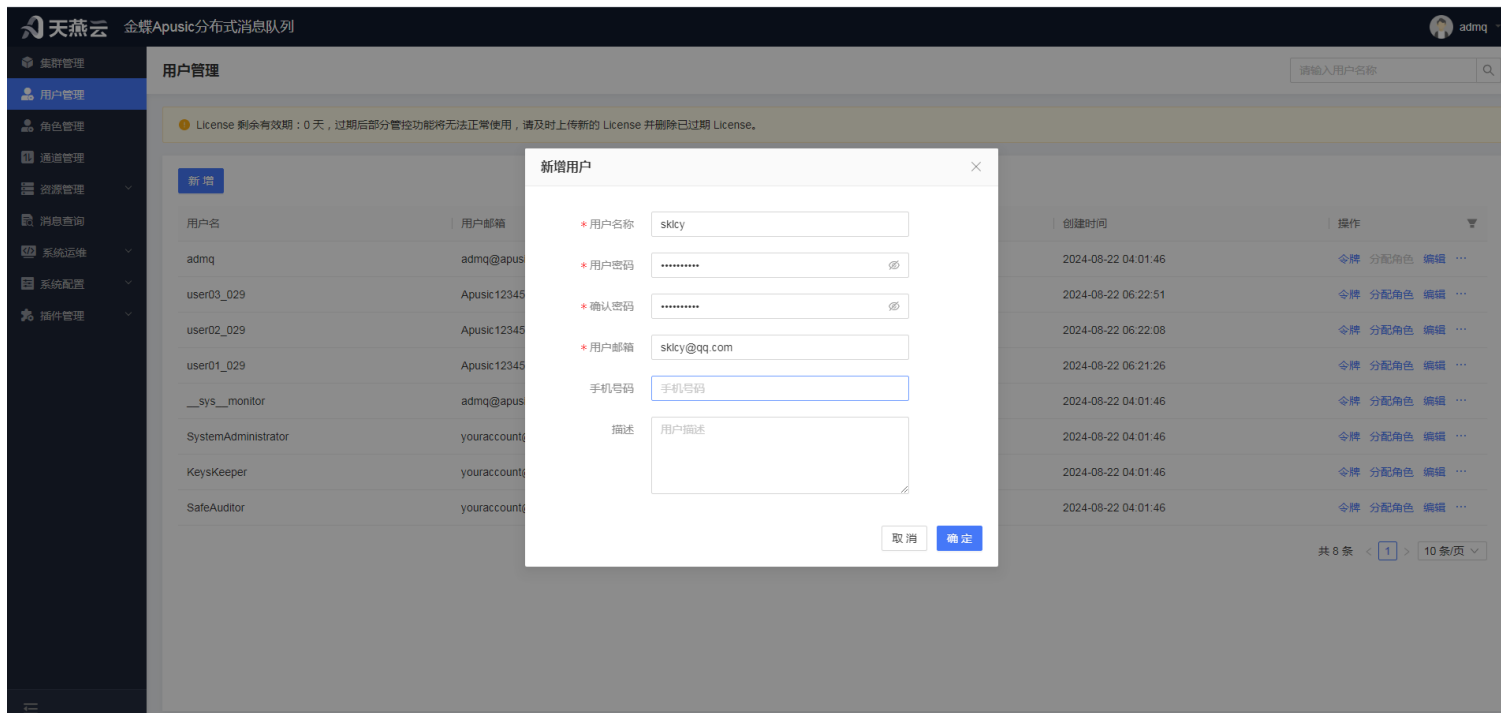 天燕云 金蝶Apusic分布式消息队列
admq
集群管理
用户管理
角色管理
通道管理
资源管理
消息查询
系统运维
系统配置
插件管理
用户管理
请输入用户名称
License 剩余有效期：0 天，过期后部分管控功能将无法正常使用，请及时上传新的 License 并删除已过期 License。
新 增
用户名 用户邮箱 创建时间 操作
admq admq@apus 2024-08-22 04:01:46 令牌 分配角色 编辑 ···
user03_029 Apusic12345 2024-08-22 06:22:51 令牌 分配角色 编辑 ···
user02_029 Apusic12345 2024-08-22 06:22:08 令牌 分配角色 编辑 ···
user01_029 Apusic12345 2024-08-22 06:21:26 令牌 分配角色 编辑 ···
__sys__monitor admq@apus 2024-08-22 04:01:46 令牌 分配角色 编辑 ···
SystemAdministrator youraccount@ 2024-08-22 04:01:46 令牌 分配角色 编辑 ···
KeysKeeper youraccount@ 2024-08-22 04:01:46 令牌 分配角色 编辑 ···
SafeAuditor youraccount@ 2024-08-22 04:01:46 令牌 分配角色 编辑 ···
共 8 条 < 1 > 10 条/页
新增用户
* 用户名称 sklcy
* 用户密码 ••••••••••
* 确认密码 ••••••••••
* 用户邮箱 sklcy@qq.com
手机号码 手机号码
描述 用户描述
取 消 确 定